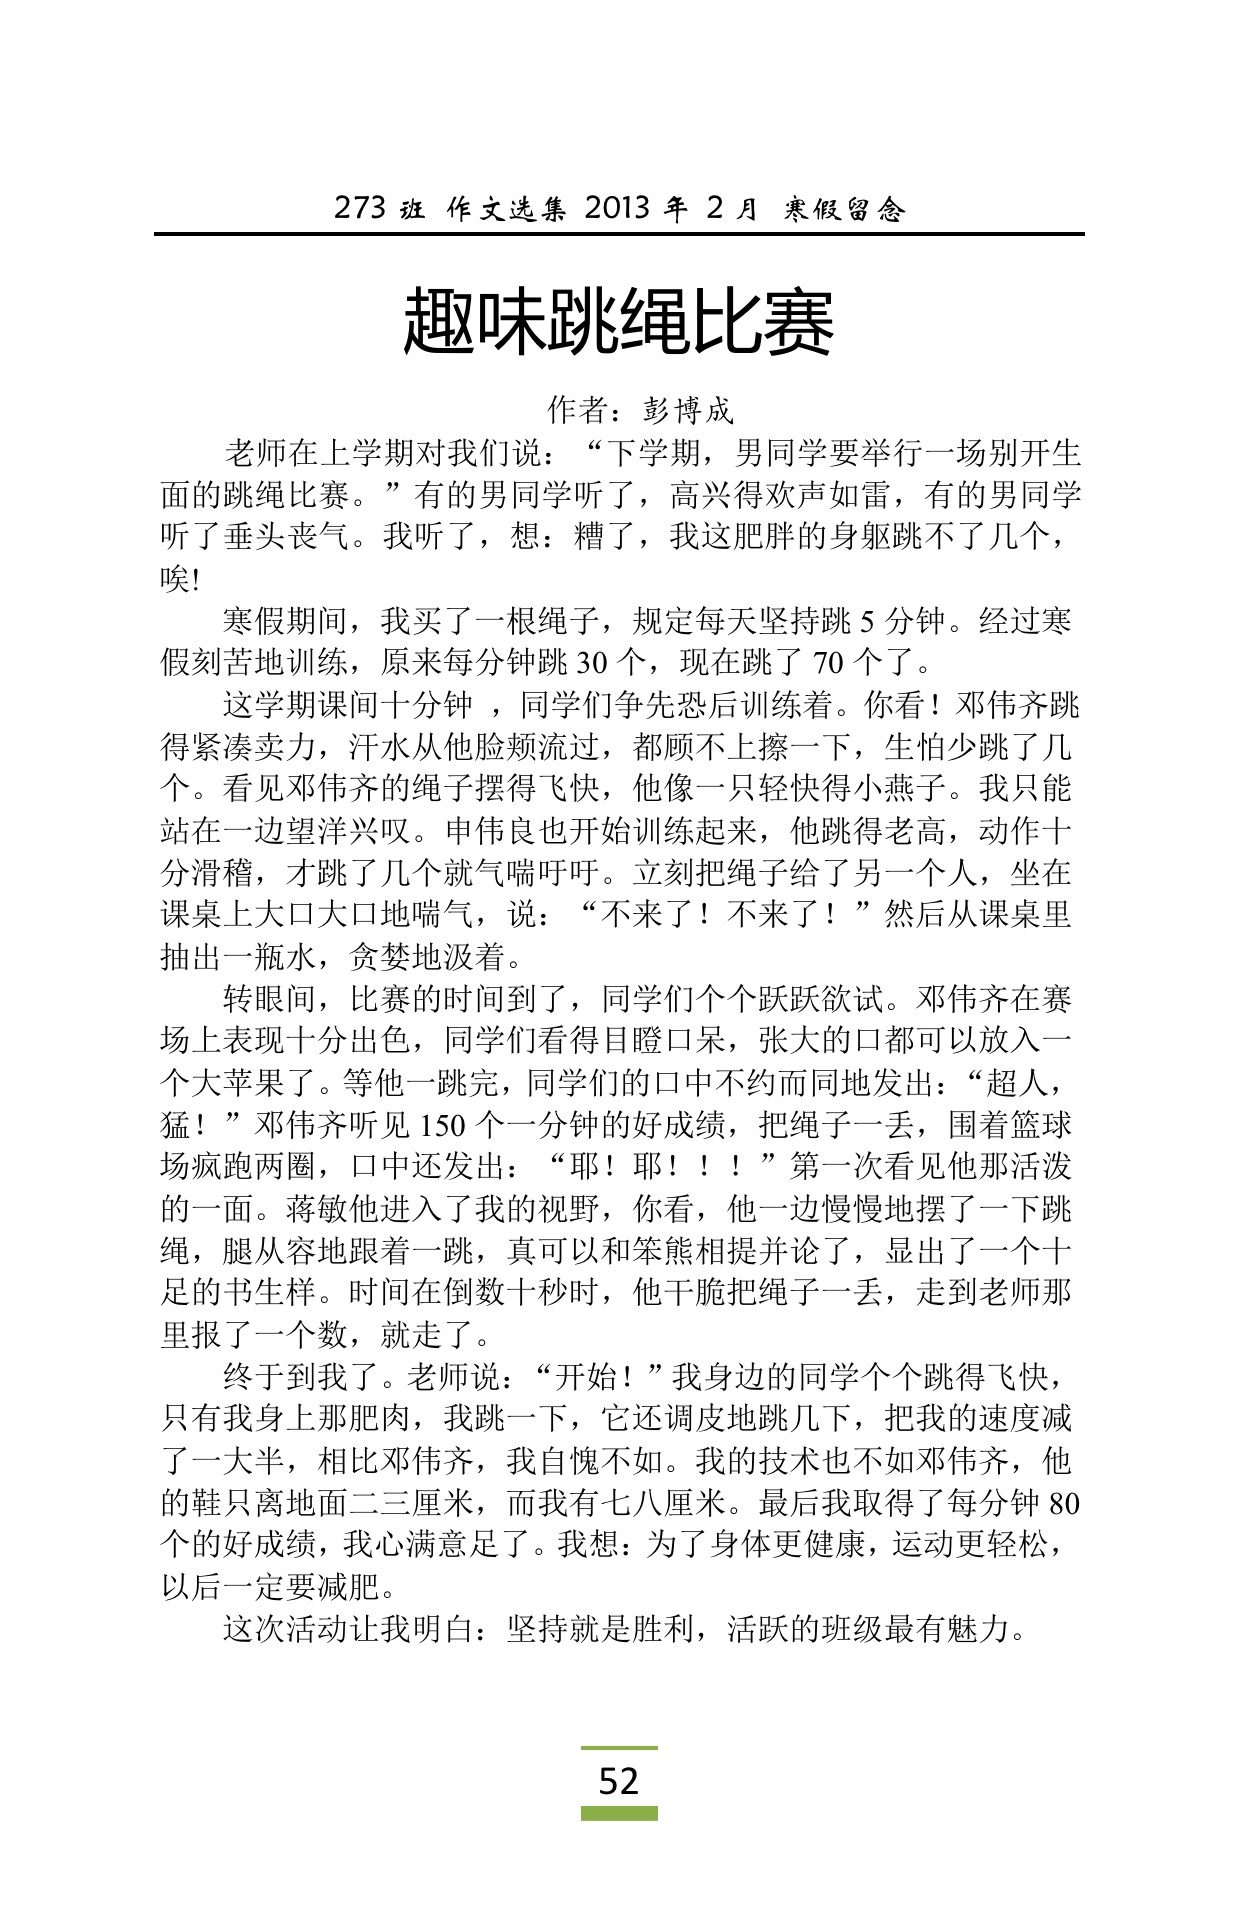 273 班 作文选集 2013 年 2 月 寒假留念
趣味跳绳比赛
作者：彭博成
老师在上学期对我们说：“下学期，男同学要举行一场别开生
面的跳绳比赛。”有的男同学听了，高兴得欢声如雷，有的男同学
听了垂头丧气。我听了，想：糟了，我这肥胖的身躯跳不了几个，
唉!
寒假期间，我买了一根绳子，规定每天坚持跳 5 分钟。经过寒
假刻苦地训练，原来每分钟跳 30 个，现在跳了 70 个了。
这学期课间十分钟 ，同学们争先恐后训练着。你看！邓伟齐跳
得紧凑卖力，汗水从他脸颊流过，都顾不上擦一下，生怕少跳了几
个。看见邓伟齐的绳子摆得飞快，他像一只轻快得小燕子。我只能
站在一边望洋兴叹。申伟良也开始训练起来，他跳得老高，动作十
分滑稽，才跳了几个就气喘吁吁。立刻把绳子给了另一个人，坐在
课桌上大口大口地喘气，说：“不来了！不来了！”然后从课桌里
抽出一瓶水，贪婪地汲着。
转眼间，比赛的时间到了，同学们个个跃跃欲试。邓伟齐在赛
场上表现十分出色，同学们看得目瞪口呆，张大的口都可以放入一
个大苹果了。等他一跳完，同学们的口中不约而同地发出：“超人，
猛！”邓伟齐听见 150 个一分钟的好成绩，把绳子一丢，围着篮球
场疯跑两圈，口中还发出：“耶！耶！！！”第一次看见他那活泼
的一面。蒋敏他进入了我的视野，你看，他一边慢慢地摆了一下跳
绳，腿从容地跟着一跳，真可以和笨熊相提并论了，显出了一个十
足的书生样。时间在倒数十秒时，他干脆把绳子一丢，走到老师那
里报了一个数，就走了。
终于到我了。老师说：“开始！”我身边的同学个个跳得飞快，
只有我身上那肥肉，我跳一下，它还调皮地跳几下，把我的速度减
了一大半，相比邓伟齐，我自愧不如。我的技术也不如邓伟齐，他
的鞋只离地面二三厘米，而我有七八厘米。最后我取得了每分钟 80
个的好成绩，我心满意足了。我想：为了身体更健康，运动更轻松，
以后一定要减肥。
这次活动让我明白：坚持就是胜利，活跃的班级最有魅力。
52